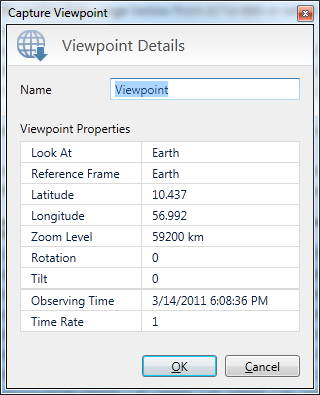 Capture Viewpoint
Viewpoint Details
Name Viewpoint
Viewpoint Properties
Look At Earth
Reference Frame Earth
Latitude 10.437
Longitude 56.992
Zoom Level 59200 km
Rotation 0
Tilt 0
Observing Time 3/14/2011 6:08:36 PM
Time Rate 1
OK Cancel